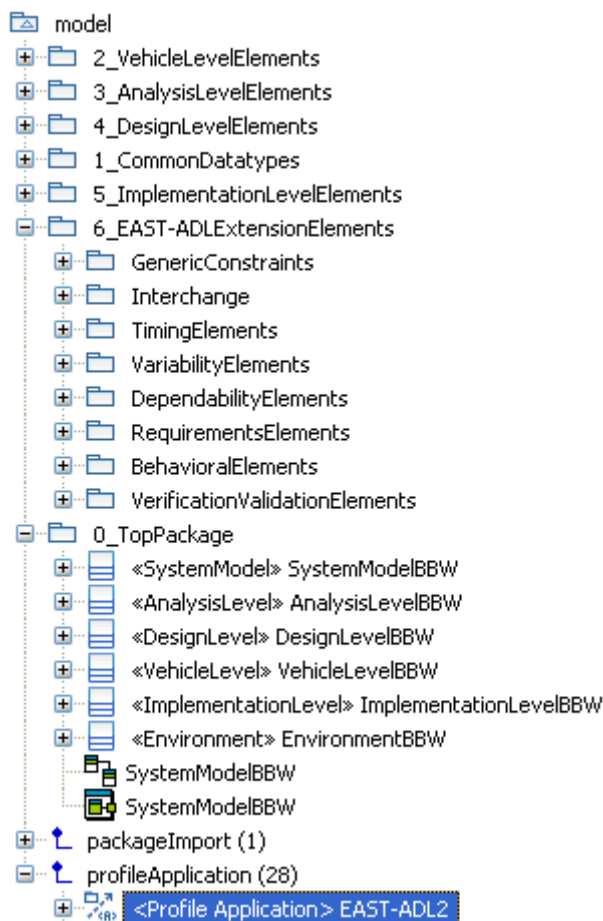 model
2_VehicleLevelElements
3_AnalysisLevelElements
4_DesignLevelElements
1_CommonDatatypes
5_ImplementationLevelElements
6_EAST-ADLExtensionElements
GenericConstraints
Interchange
TimingElements
VariabilityElements
DependabilityElements
RequirementsElements
BehavioralElements
VerificationValidationElements
0_TopPackage
«SystemModel» SystemModelBBW
«AnalysisLevel» AnalysisLevelBBW
«DesignLevel» DesignLevelBBW
«VehicleLevel» VehicleLevelBBW
«ImplementationLevel» ImplementationLevelBBW
«Environment» EnvironmentBBW
SystemModelBBW
SystemModelBBW
packageImport (1)
profileApplication (28)
<Profile Application> EAST-ADL2